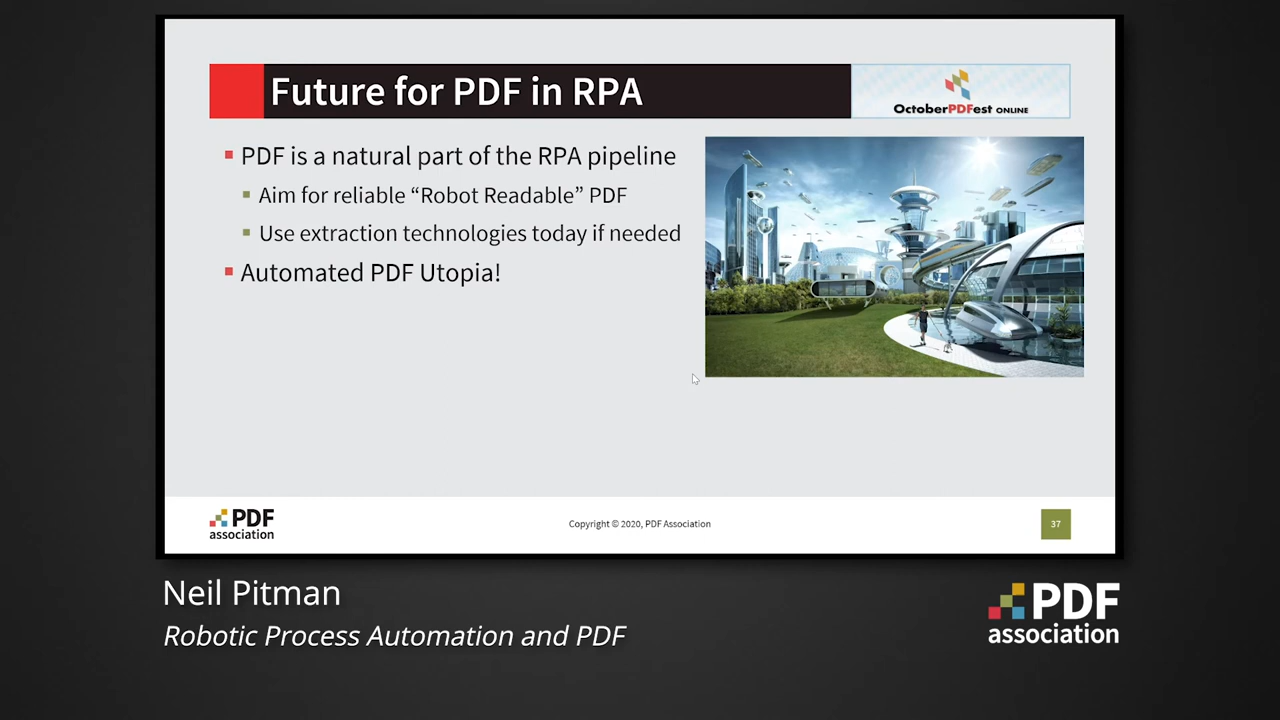 Future for PDF in RPA
OctoberPDFest ONLINE
PDF is a natural part of the RPA pipeline
Aim for reliable “Robot Readable” PDF
Use extraction technologies today if needed
Automated PDF Utopia!
PDF
association
Copyright © 2020, PDF Association
37
Neil Pitman
Robotic Process Automation and PDF
PDF
association